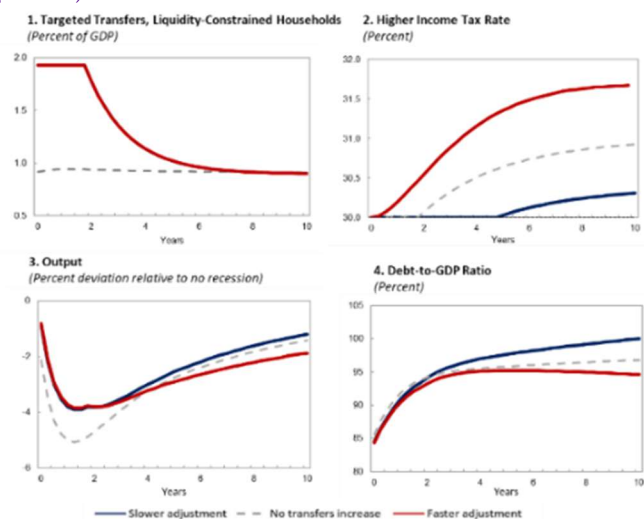 1. Targeted Transfers, Liquidity-Constrained Households
(Percent of GDP)
2.0
1.5
1.0
0.5
0 2 4 6 8 10
Years
2. Higher Income Tax Rate
(Percent)
32.0
31.5
31.0
30.5
30.0
0 2 4 6 8 10
Years
3. Output
(Percent deviation relative to no recession)
0
-2
-4
-6
0 2 4 6 8 10
Years
4. Debt-to-GDP Ratio
(Percent)
105
100
95
90
85
80
0 2 4 6 8 10
Years
Slower adjustment No transfers increase Faster adjustment